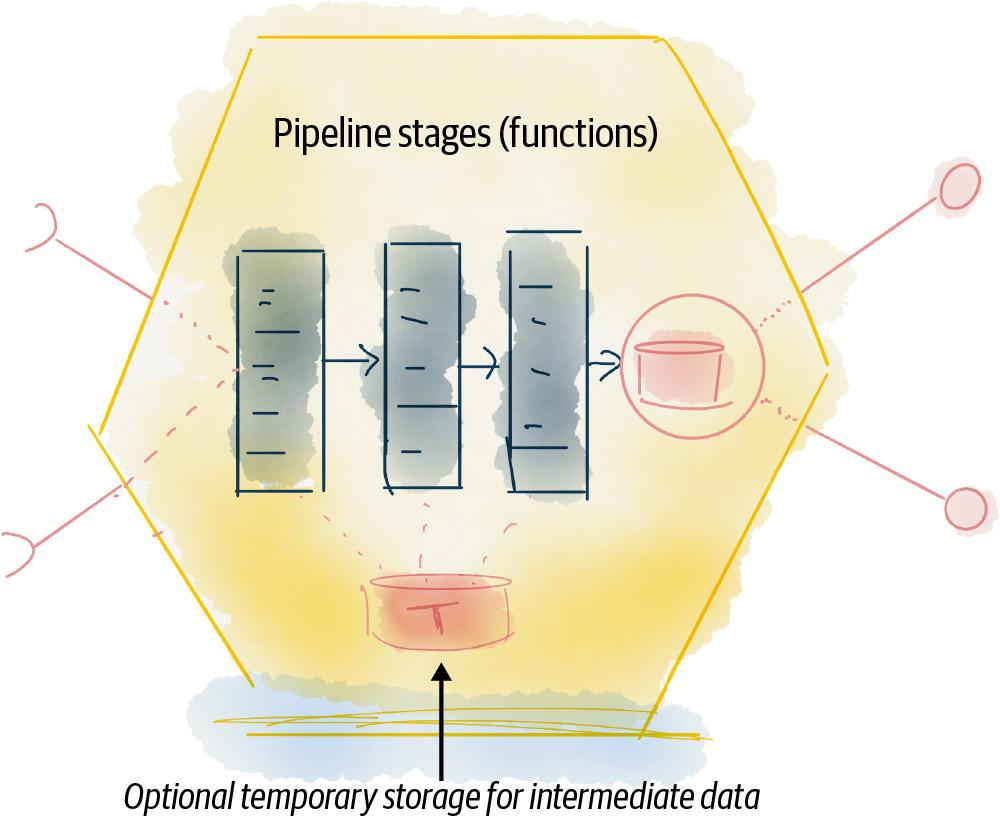 Pipeline stages (functions)
T
Optional temporary storage for intermediate data